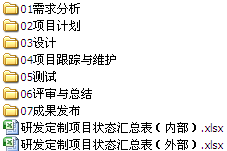 01需求分析
02项目计划
03设计
04项目跟踪与维护
05测试
06评审与总结
07成果发布
研发定制项目状态汇总表（内部）.xlsx
研发定制项目状态汇总表（外部）.xlsx